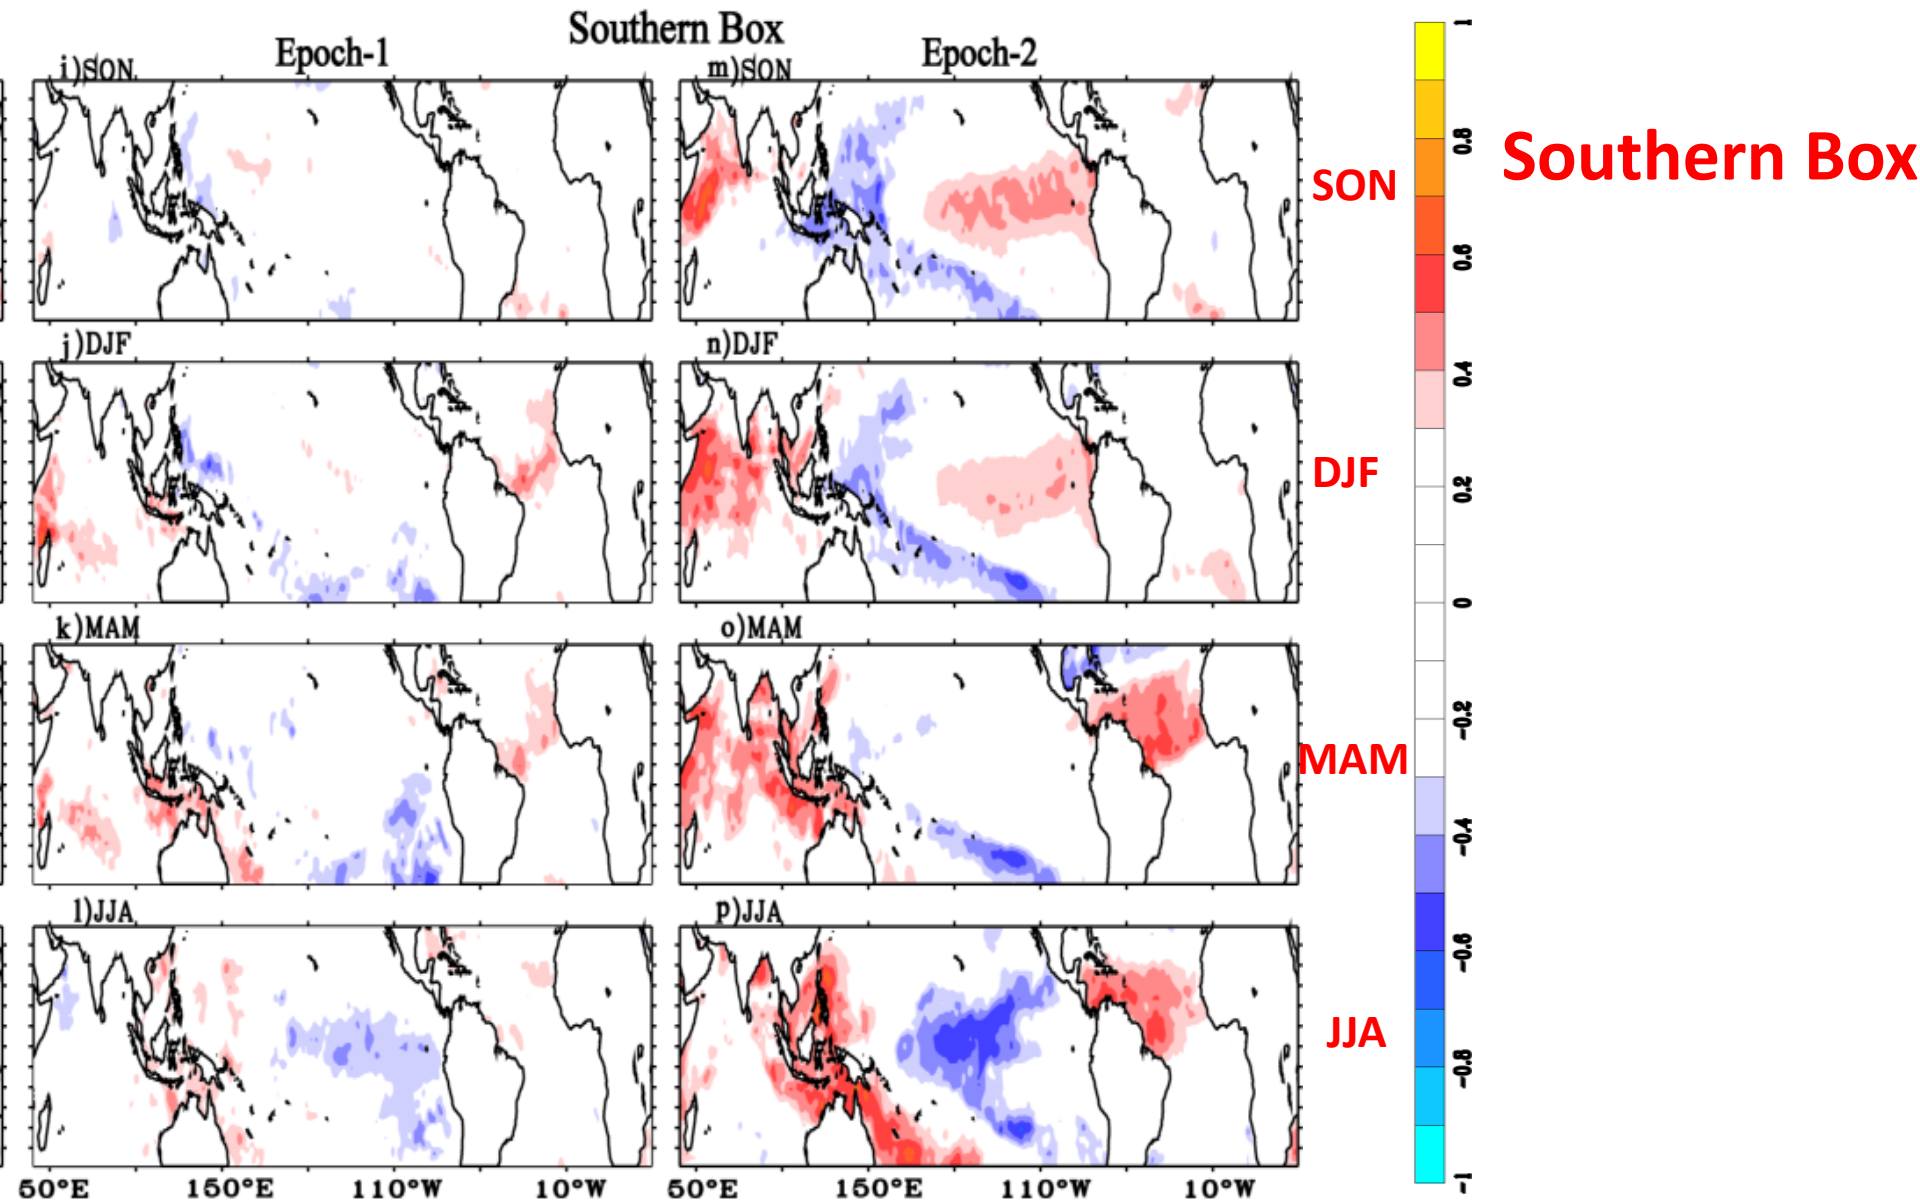 Southern Box
Epoch-1
Epoch-2
i)SON
m)SON
SON
Southern Box
j)DJF
n)DJF
DJF
k)MAM
o)MAM
MAM
l)JJA
p)JJA
JJA
50°E 150°E 110°W 10°W
50°E 150°E 110°W 10°W
1
0.8
0.6
0.4
0.2
0
-0.2
-0.4
-0.6
-0.8
-1